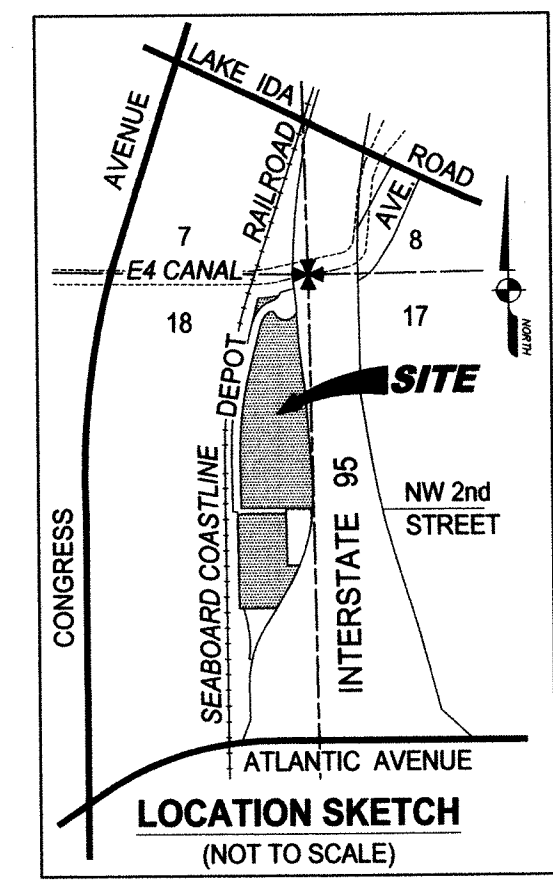 LAKE IDA
ROAD
AVENUE
RAILROAD
AVE.
7
8
E4 CANAL
18
17
NORTH
DEPOT
SITE
SEABOARD COASTLINE
INTERSTATE 95
NW 2nd
STREET
CONGRESS
ATLANTIC AVENUE
LOCATION SKETCH
(NOT TO SCALE)